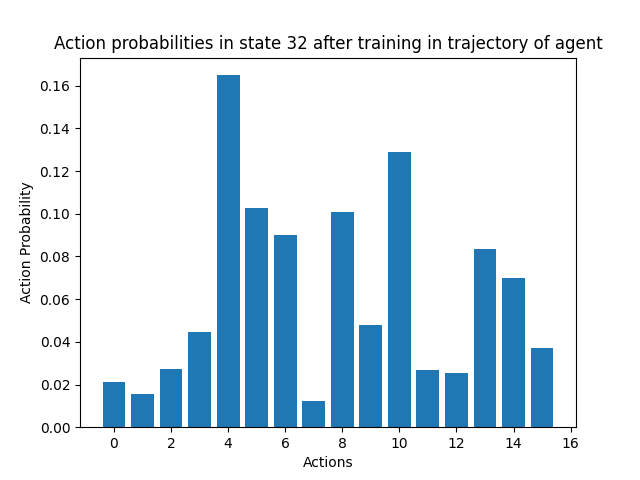 Action probabilities in state 32 after training in trajectory of agent
Action Probability
0.16
0.14
0.12
0.10
0.08
0.06
0.04
0.02
0.00
0 2 4 6 8 10 12 14 16
Actions